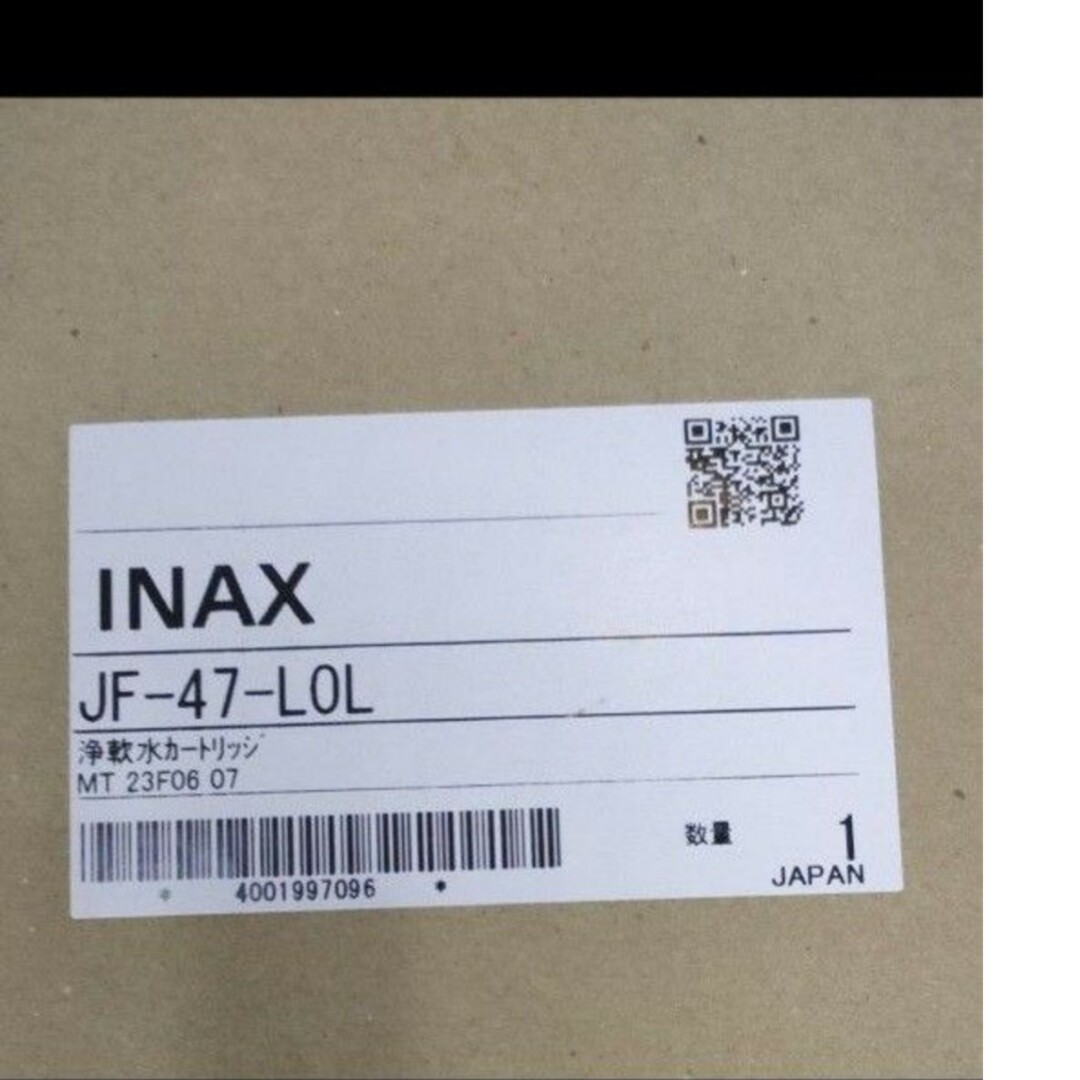 INAX
JF-47-L0L
浄軟水ｶｰﾄﾘｯｼﾞ
MT 23F06 07
数量 1
JAPAN
* 4001997096 *